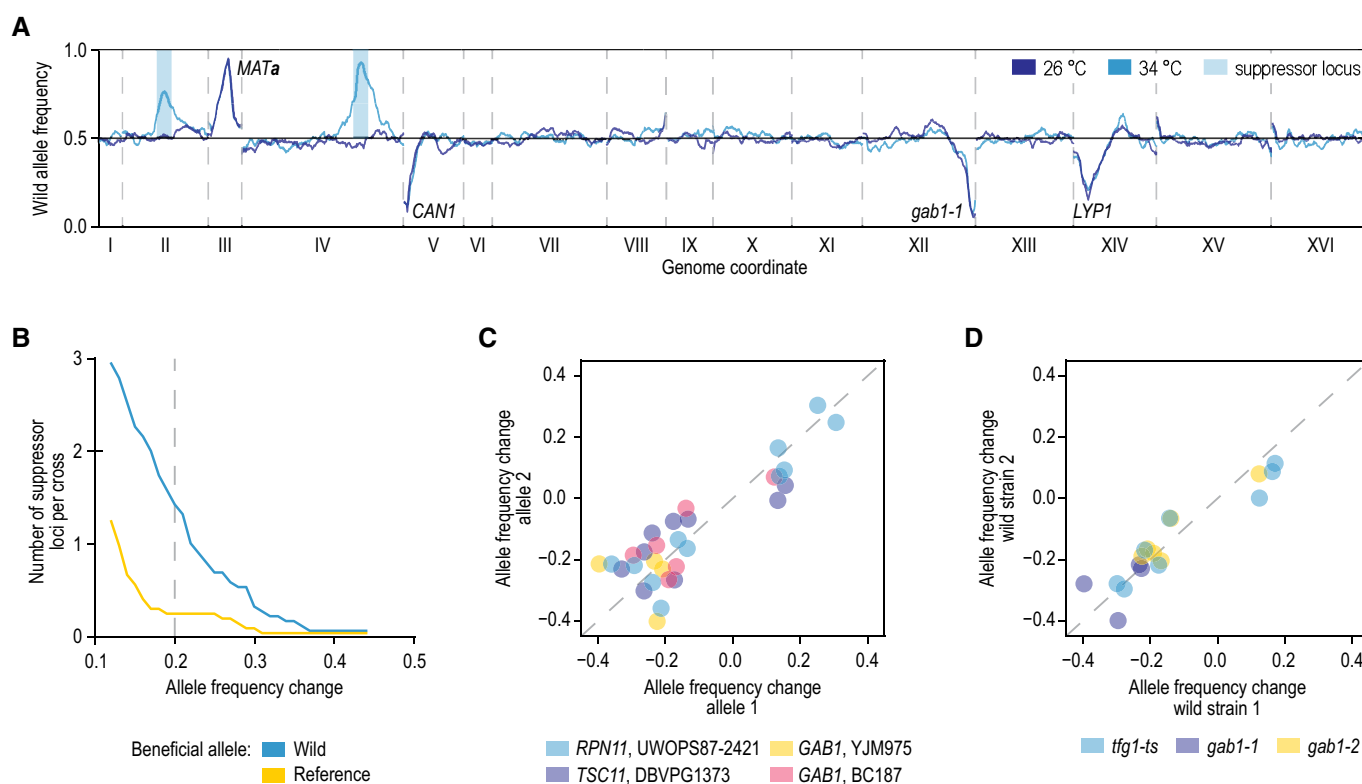 A
Wild allele frequency
1.0
0.5
0.0
MATa
CAN1
gab1-1
LYP1
26 °C
34 °C
suppressor locus
I II III IV V VI VII VIII IX X XI XII XIII XIV XV XVI
Genome coordinate
B
Number of suppressor
loci per cross
3
2
1
0
0.1 0.2 0.3 0.4 0.5
Allele frequency change
Beneficial allele:
Wild
Reference
C
Allele frequency change
allele 2
0.4
0.2
0.0
−0.2
−0.4
−0.4 −0.2 0.0 0.2 0.4
Allele frequency change
allele 1
RPN11, UWOPS87-2421
GAB1, YJM975
TSC11, DBVPG1373
GAB1, BC187
D
Allele frequency change
wild strain 2
0.4
0.2
0.0
−0.2
−0.4
−0.4 −0.2 0.0 0.2 0.4
Allele frequency change
wild strain 1
tfg1-ts
gab1-1
gab1-2